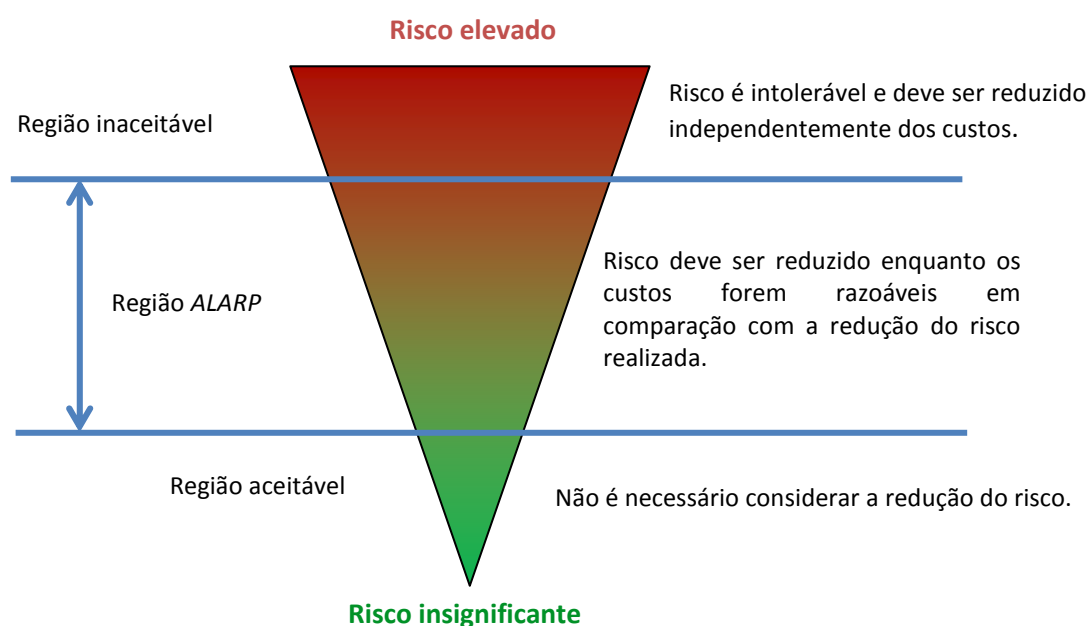 Risco elevado
Região inaceitável
Risco é intolerável e deve ser reduzido
independentemente dos custos.
Região ALARP
Risco deve ser reduzido enquanto os
custos forem razoáveis em
comparação com a redução do risco
realizada.
Região aceitável
Não é necessário considerar a redução do risco.
Risco insignificante